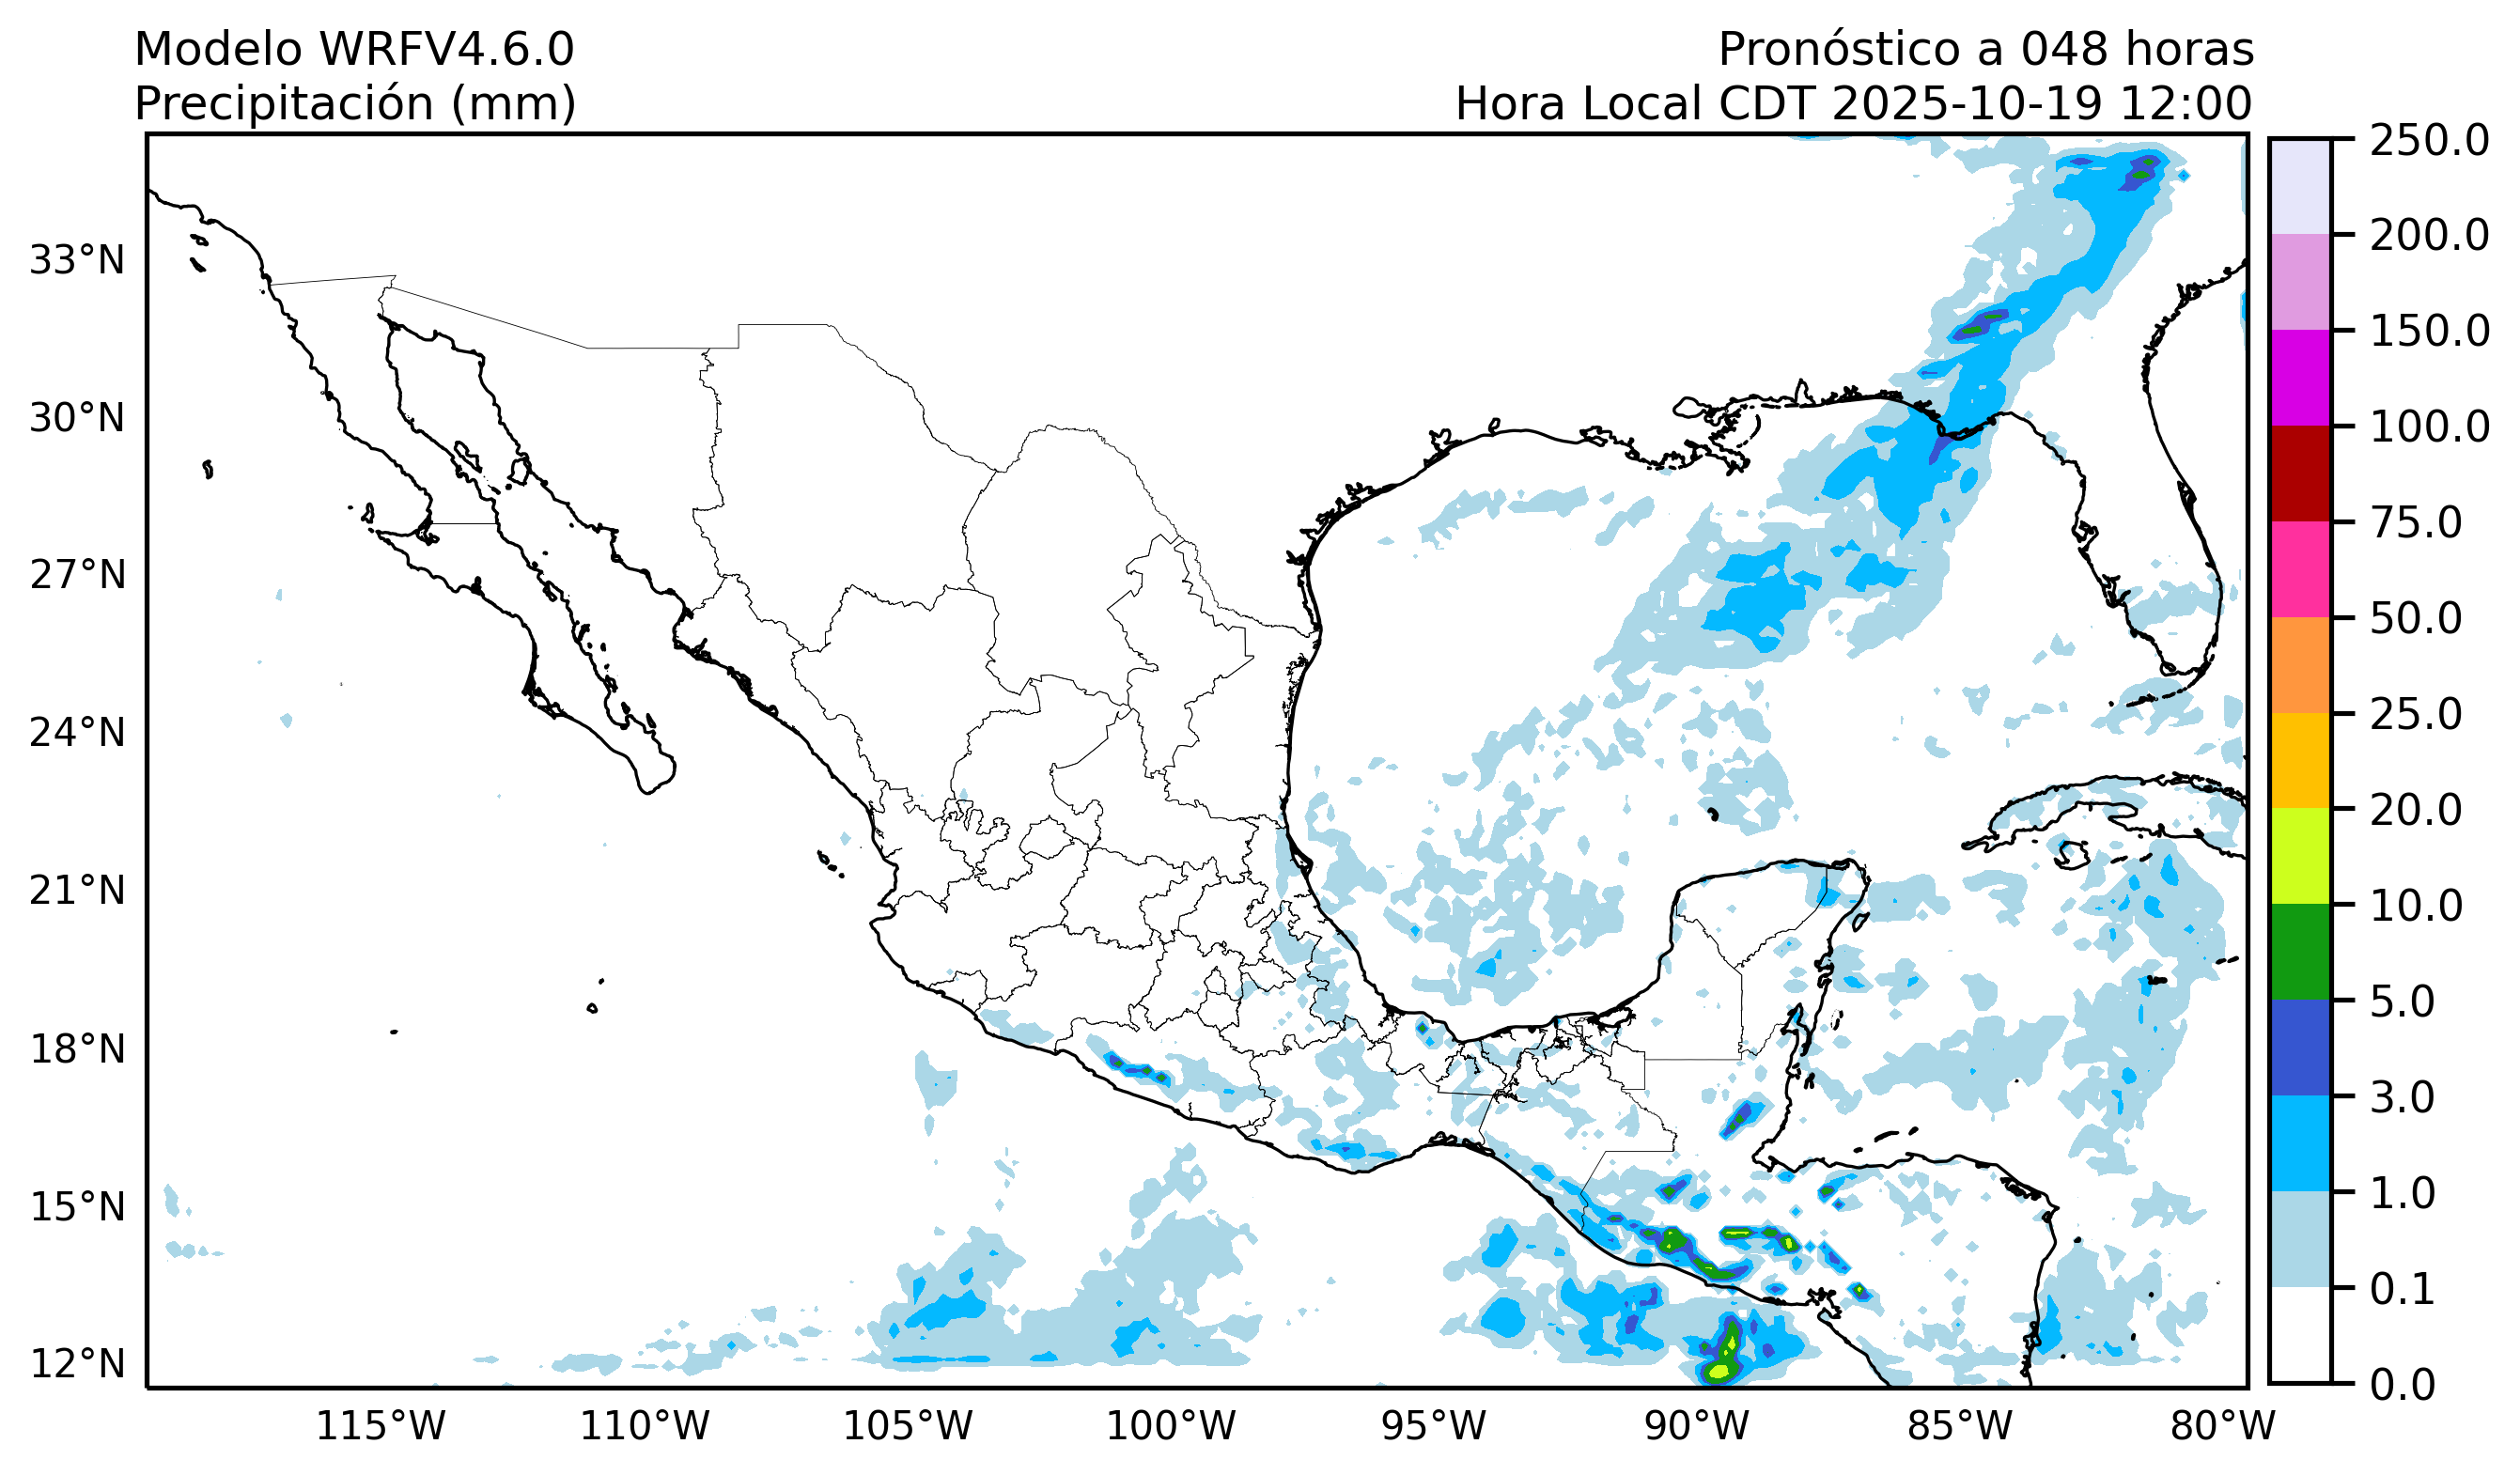 Modelo WRFV4.6.0
Pronóstico a 048 horas
Precipitación (mm)
Hora Local CDT 2025-10-19 12:00
250.0
200.0
150.0
100.0
75.0
50.0
25.0
20.0
10.0
5.0
3.0
1.0
0.1
0.0
33°N
30°N
27°N
24°N
21°N
18°N
15°N
12°N
115°W
110°W
105°W
100°W
95°W
90°W
85°W
80°W